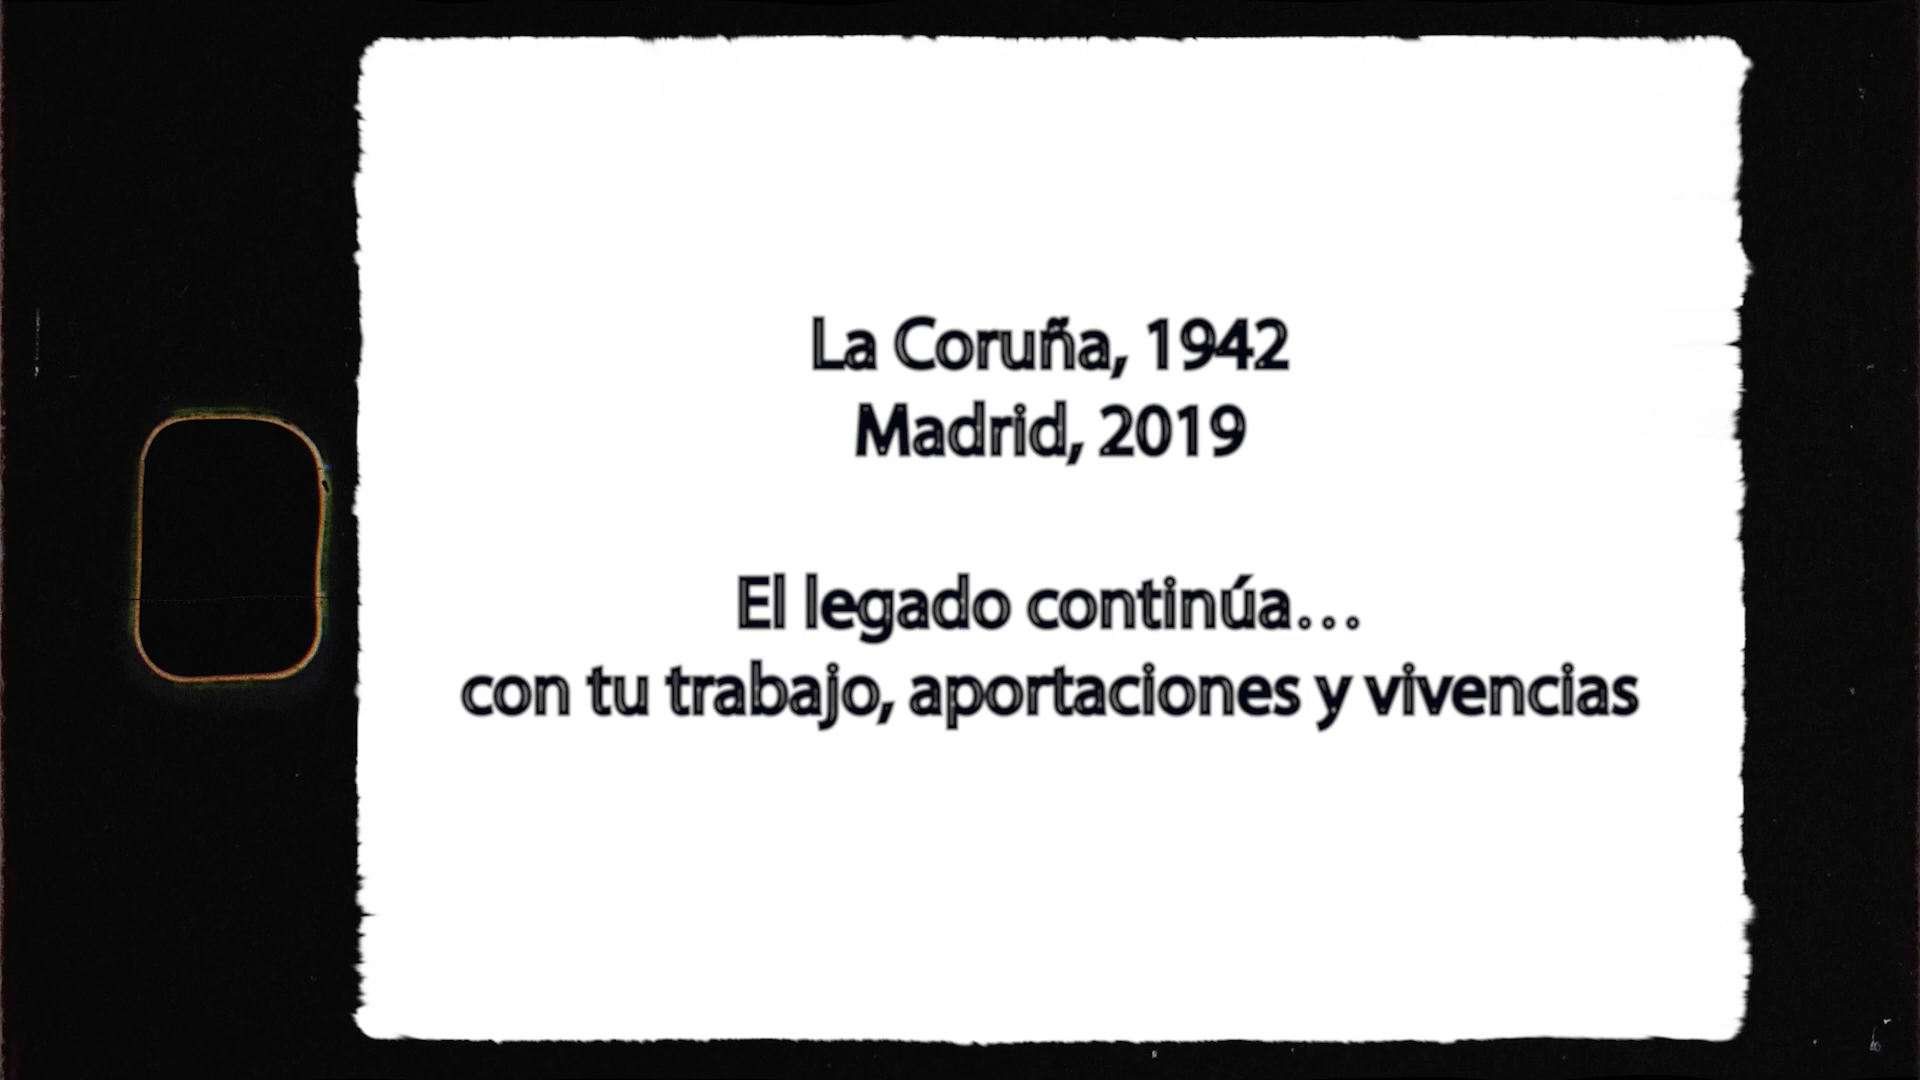 La Coruña, 1942
Madrid, 2019
El legado continúa...
con tu trabajo, aportaciones y vivencias